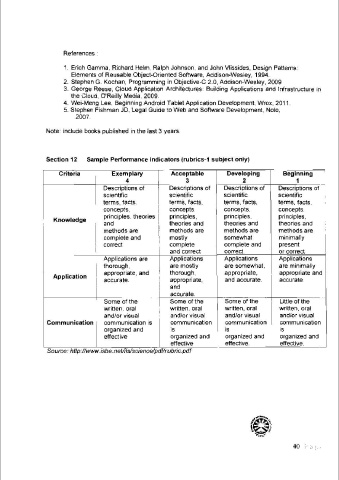 References :
1. Erich Gamma, Richard Helm, Ralph Johnson, and John Vlissides, Design Patterns:
Elements of Reusable Object-Oriented Software, Addison-Wesley, 1994.
2. Stephen G. Kochan, Programming in Objective-C 2.0, Addison-Wesley, 2009
3. George Reese, Cloud Application Architectures: Building Applications and Infrastructure in
the Cloud, O'Reilly Media, 2009.
4. Wei-Meng Lee, Beginning Android Tablet Application Development, Wrox, 2011.
5. Stephen Fishman JD, Legal Guide to Web and Software Development, Nolo,
2007.
Note: include books published in the last 3 years.
Section 12 Sample Performance Indicators (rubrics-1 subject only)
Criteria Exemplary Acceptable Developing Beginning
4 3 2 1
Knowledge
Descriptions of
scientific
terms, facts,
concepts,
principles, theories
and
methods are
complete and
correct
Descriptions of
scientific
terms, facts,
concepts
principles,
theories and
methods are
mostly
complete
and correct
Descriptions of
scientific
terms, facts,
concepts,
principles,
theories and
methods are
somewhat
complete and
correct
Descriptions of
scientific
terms, facts,
concepts,
principles,
theories and
methods are
minimally
present
or correct.
Application
Applications are
thorough,
appropriate, and
accurate.
Applications
are mostly
thorough,
appropriate,
and
accurate.
Applications
are somewhat,
appropriate,
and accurate.
Applications
are minimally
appropriate and
accurate.
Communication
Some of the
written, oral
and/or visual
communication is
organized and
effective
Some of the
written, oral
and/or visual
communication
is
organized and
effective
Some of the
written, oral
and/or visual
communication
is
organized and
effective.
Little of the
written, oral
and/or visual
communication
is
organized and
effective.
Source: http://www.isbe.net/ils/science/pdf/rubric.pdf
40